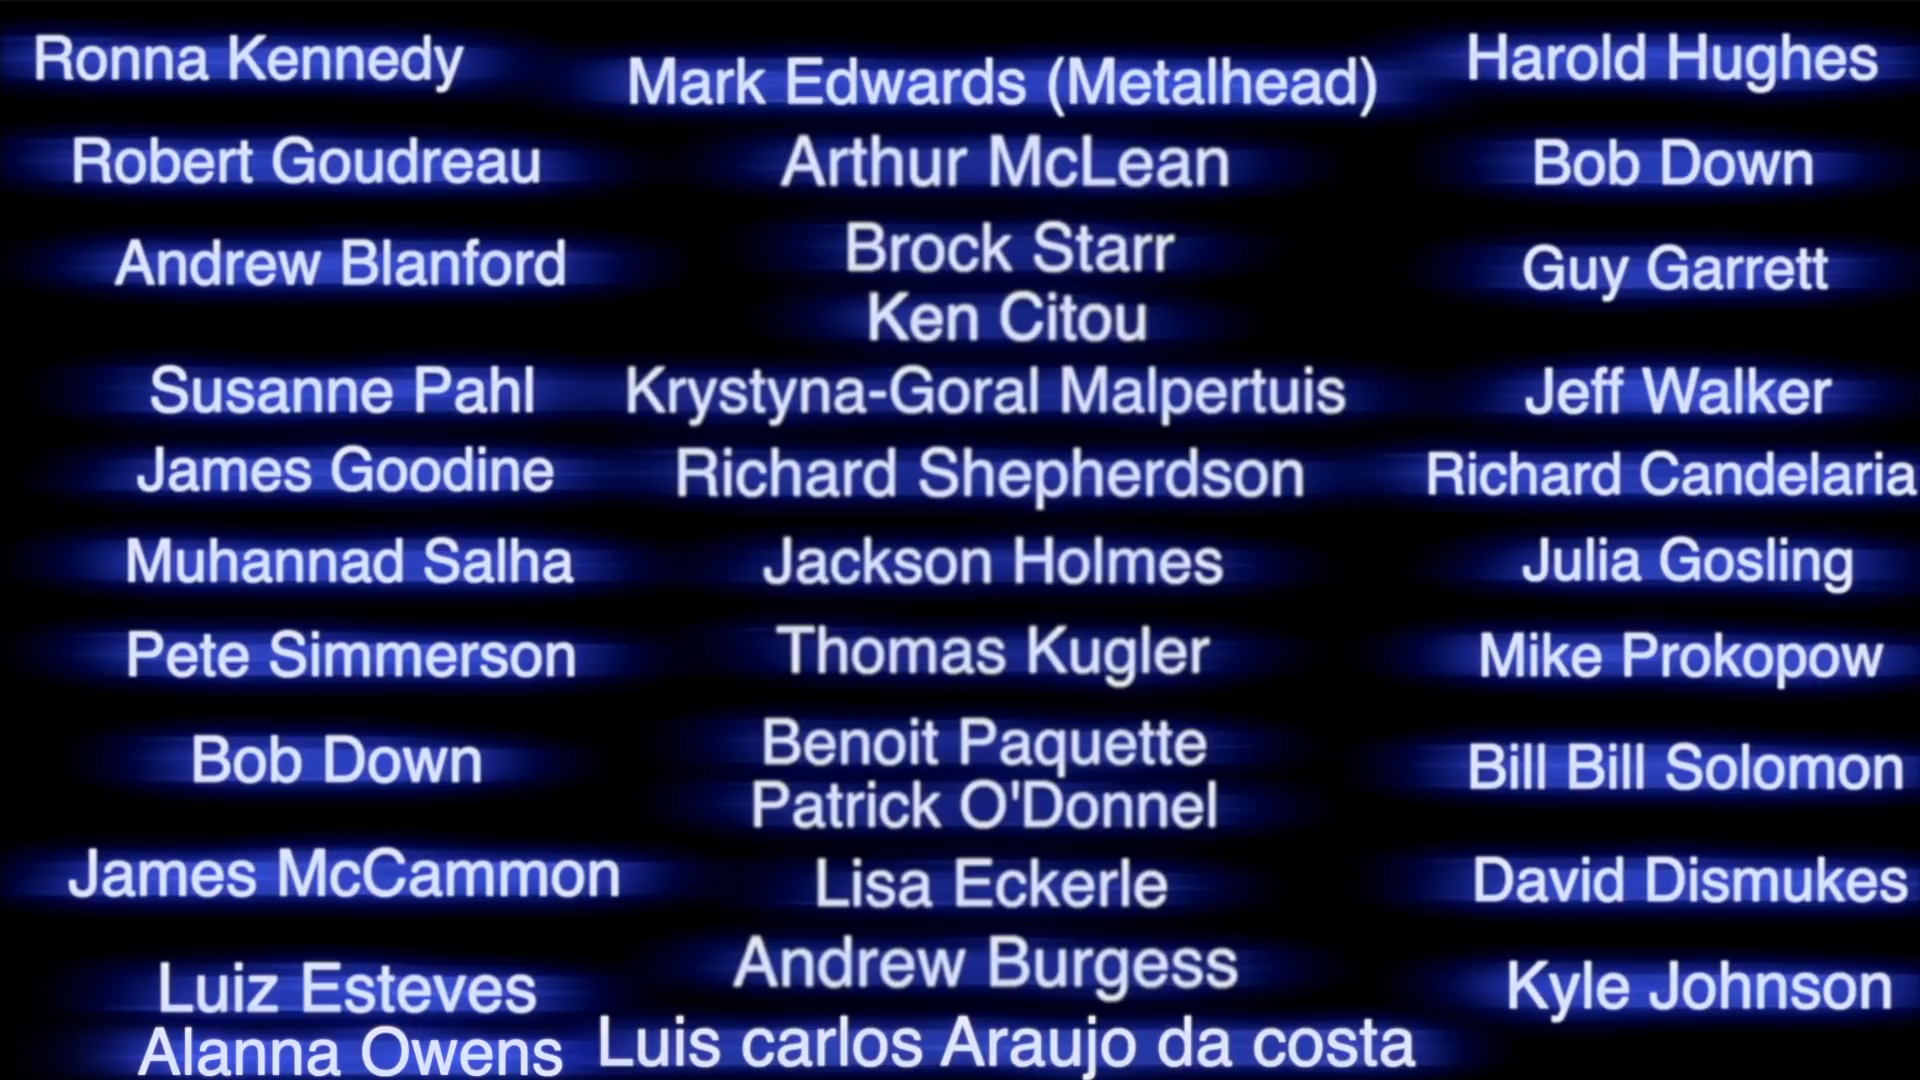 Ronna Kennedy
Robert Goudreau
Andrew Blanford
Susanne Pahl
James Goodine
Muhannad Salha
Pete Simmerson
Bob Down
James McCammon
Luiz Esteves
Alanna Owens
Mark Edwards (Metalhead)
Arthur McLean
Brock Starr
Ken Citou
Krystyna-Goral Malpertuis
Richard Shepherdson
Jackson Holmes
Thomas Kugler
Benoit Paquette
Patrick O'Donnel
Lisa Eckerle
Andrew Burgess
Luis carlos Araujo da costa
Harold Hughes
Bob Down
Guy Garrett
Jeff Walker
Richard Candelaria
Julia Gosling
Mike Prokopow
Bill Bill Solomon
David Dismukes
Kyle Johnson